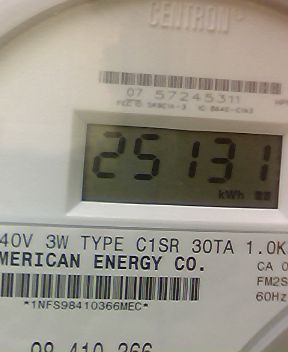 CENTRON
07 57245311
25131
kWh
40V 3W TYPE C1SR 30TA 1.0K
MERICAN ENERGY CO.
CA 0
FM2S
60Hz
*1NFS98410366MEC*
98 410 366